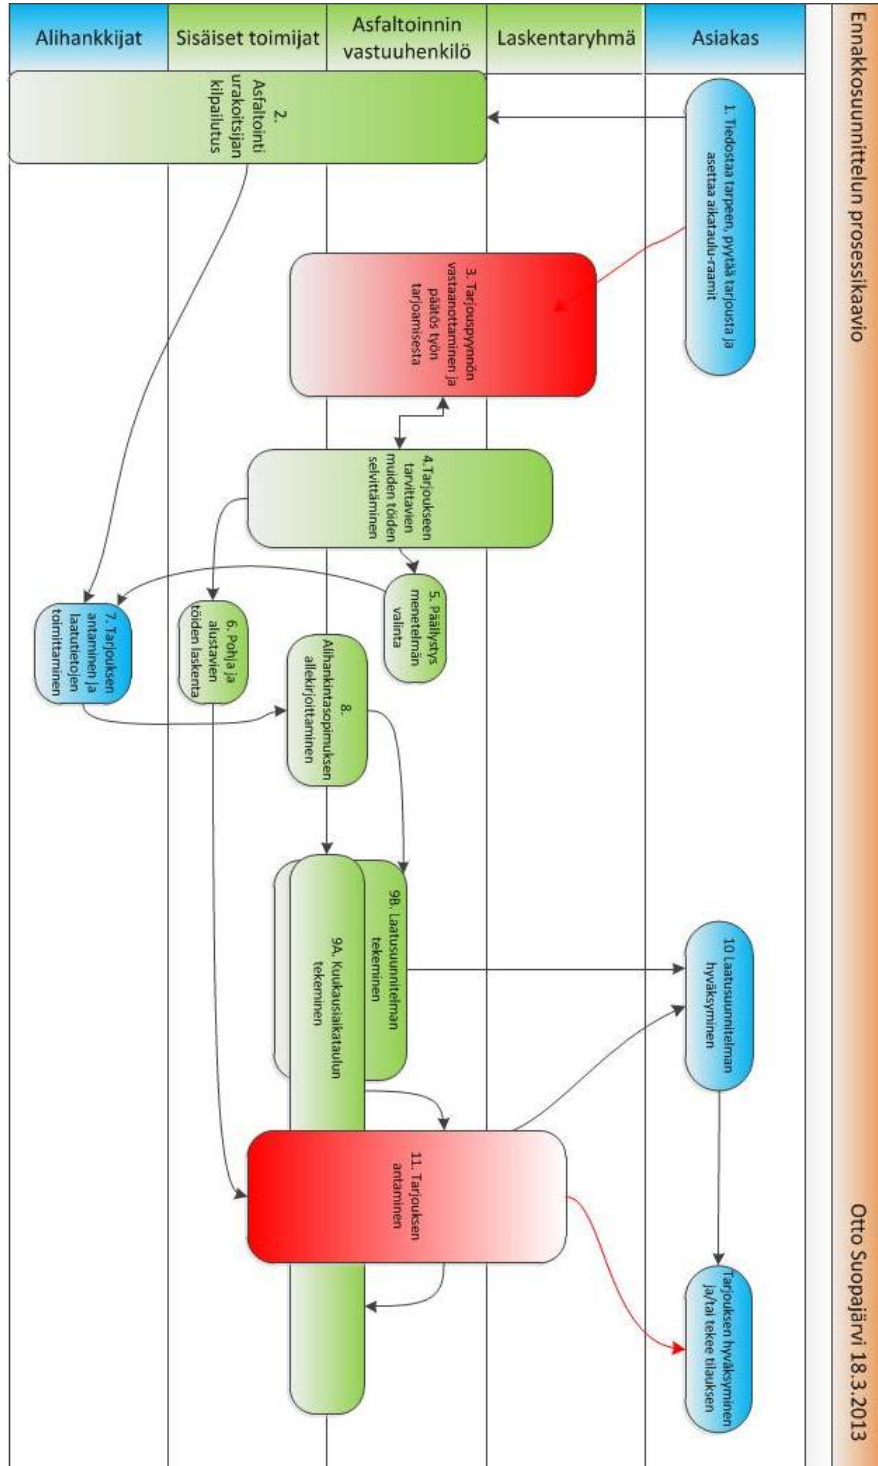 Ennakkosuunnittelun prosessikaavio
Otto Suopajärvi 18.3.2013
Asiakas
Laskentaryhmä
Asfaltoinnin
vastuuhenkilö
Sisäiset toimijat
Alihankkijat
1. Tiedostaa tarpeen, pyytää tarjousta ja
asettaa aikataulu-raamit
2.
Asfaltointi
urakoitsijan
kilpailutus
3. Tarjouspyynnön
vastaanottaminen ja
päätös työn
tarjoamisesta
4.Tarjoukseen
tarvittavien
muiden töiden
selvittäminen
5. Päällystys
menetelmän
valinta
6. Pohja ja
alustavien
töiden laskenta
7. Tarjouksen
antaminen ja
laatutietojen
toimittaminen
8.
Alihankintasopimuksen
allekirjoittaminen
9B. Laatusuunnitelman
tekeminen
9A. Kuukausiaikataulun
tekeminen
10 Laatusuunnitelman
hyväksyminen
11. Tarjouksen
antaminen
Tarjouksen hyväksyminen
ja/tai tekee tilauksen